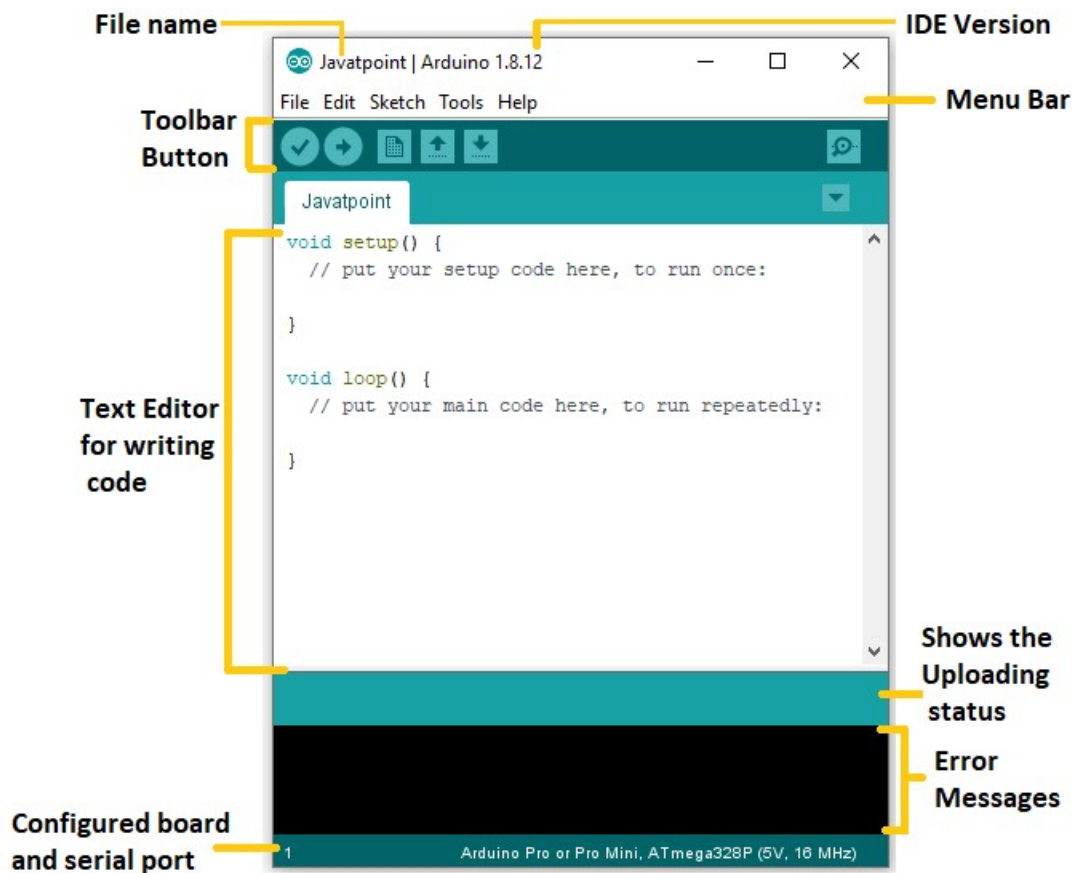 File name
IDE Version
Javatpoint | Arduino 1.8.12
File Edit Sketch Tools Help
Menu Bar
Toolbar
Button
Javatpoint
void setup() {
// put your setup code here, to run once:
}
void loop() {
// put your main code here, to run repeatedly:
}
Text Editor
for writing
code
Shows the
Uploading
status
Error
Messages
Configured board
and serial port
1
Arduino Pro or Pro Mini, ATmega328P (5V, 16 MHz)